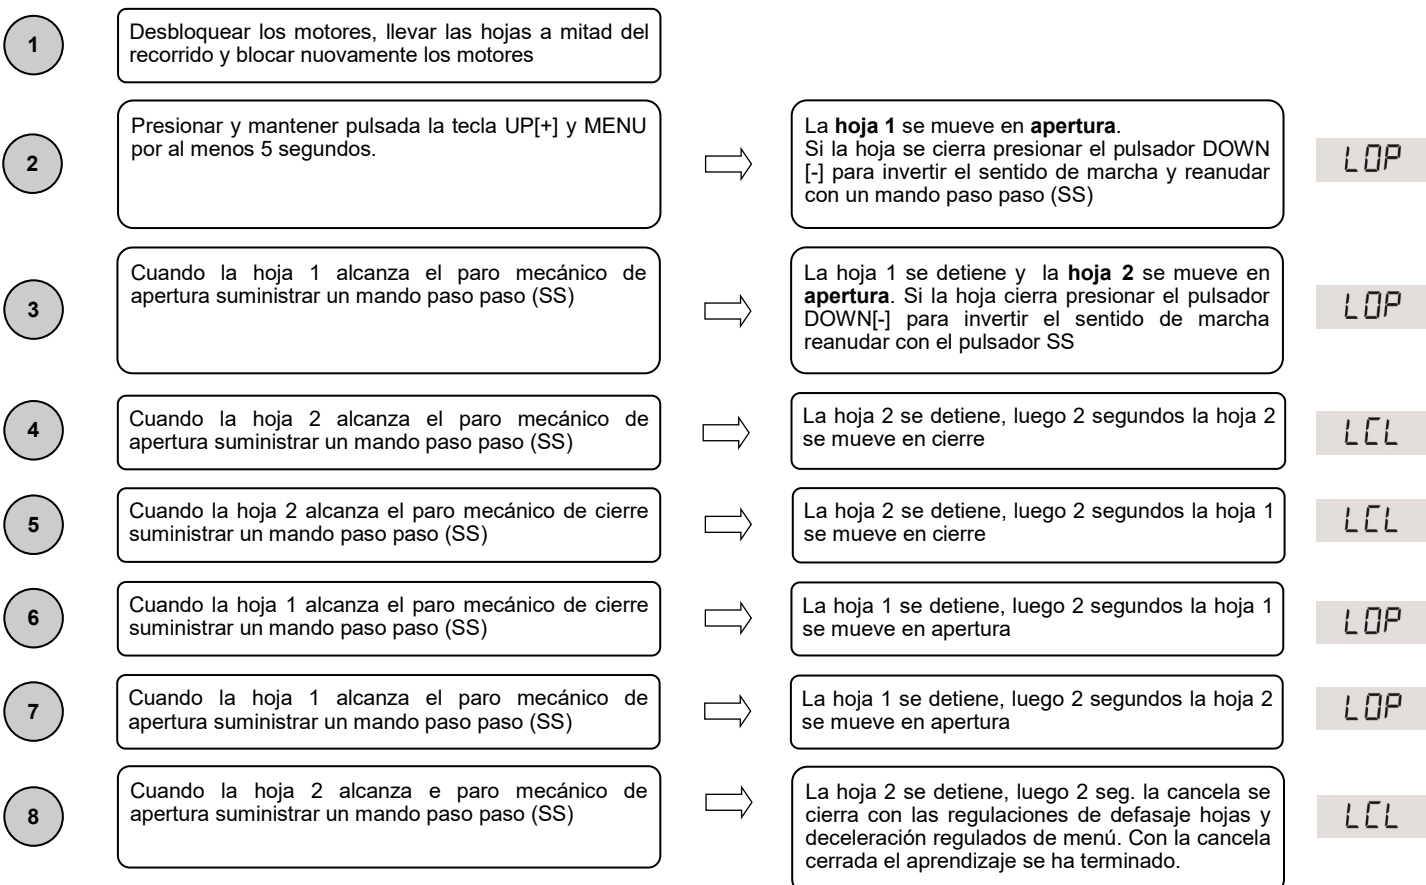 1
Desbloquear los motores, llevar las hojas a mitad del
recorrido y blocar nuovamente los motores
2
Presionar y mantener pulsada la tecla UP[+] y MENU
por al menos 5 segundos.
La hoja 1 se mueve en apertura.
Si la hoja se cierra presionar el pulsador DOWN
[-] para invertir el sentido de marcha y reanudar
con un mando paso paso (SS)
LOP
3
Cuando la hoja 1 alcanza el paro mecánico de
apertura suministrar un mando paso paso (SS)
La hoja 1 se detiene y la hoja 2 se mueve en
apertura. Si la hoja cierra presionar el pulsador
DOWN[-] para invertir el sentido de marcha
reanudar con el pulsador SS
LOP
4
Cuando la hoja 2 alcanza el paro mecánico de
apertura suministrar un mando paso paso (SS)
La hoja 2 se detiene, luego 2 segundos la hoja 2
se mueve en cierre
LCL
5
Cuando la hoja 2 alcanza el paro mecánico de cierre
suministrar un mando paso paso (SS)
La hoja 2 se detiene, luego 2 segundos la hoja 1
se mueve en cierre
LCL
6
Cuando la hoja 1 alcanza el paro mecánico de cierre
suministrar un mando paso paso (SS)
La hoja 1 se detiene, luego 2 segundos la hoja 1
se mueve en apertura
LOP
7
Cuando la hoja 1 alcanza el paro mecánico de
apertura suministrar un mando paso paso (SS)
La hoja 1 se detiene, luego 2 segundos la hoja 2
se mueve en apertura
LOP
8
Cuando la hoja 2 alcanza e paro mecánico de
apertura suministrar un mando paso paso (SS)
La hoja 2 se detiene, luego 2 seg. la cancela se
cierra con las regulaciones de defasaje hojas y
deceleración regulados de menú. Con la cancela
cerrada el aprendizaje se ha terminado.
LCL